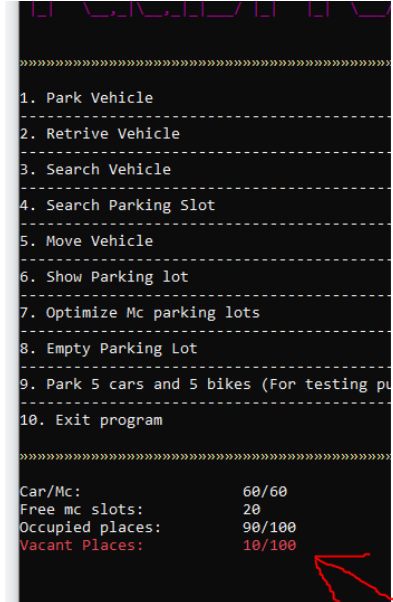 »»»»»»»»»»»»»»»»»»»»»»»»»»»»»»»»»»»»»»»»»
1. Park Vehicle
-----------------------------------------
2. Retrive Vehicle
-----------------------------------------
3. Search Vehicle
-----------------------------------------
4. Search Parking Slot
-----------------------------------------
5. Move Vehicle
-----------------------------------------
6. Show Parking lot
-----------------------------------------
7. Optimize Mc parking lots
-----------------------------------------
8. Empty Parking Lot
-----------------------------------------
9. Park 5 cars and 5 bikes (For testing pu
-----------------------------------------
10. Exit program
»»»»»»»»»»»»»»»»»»»»»»»»»»»»»»»»»»»»»»»»»
Car/Mc: 60/60
Free mc slots: 20
Occupied places: 90/100
Vacant Places: 10/100